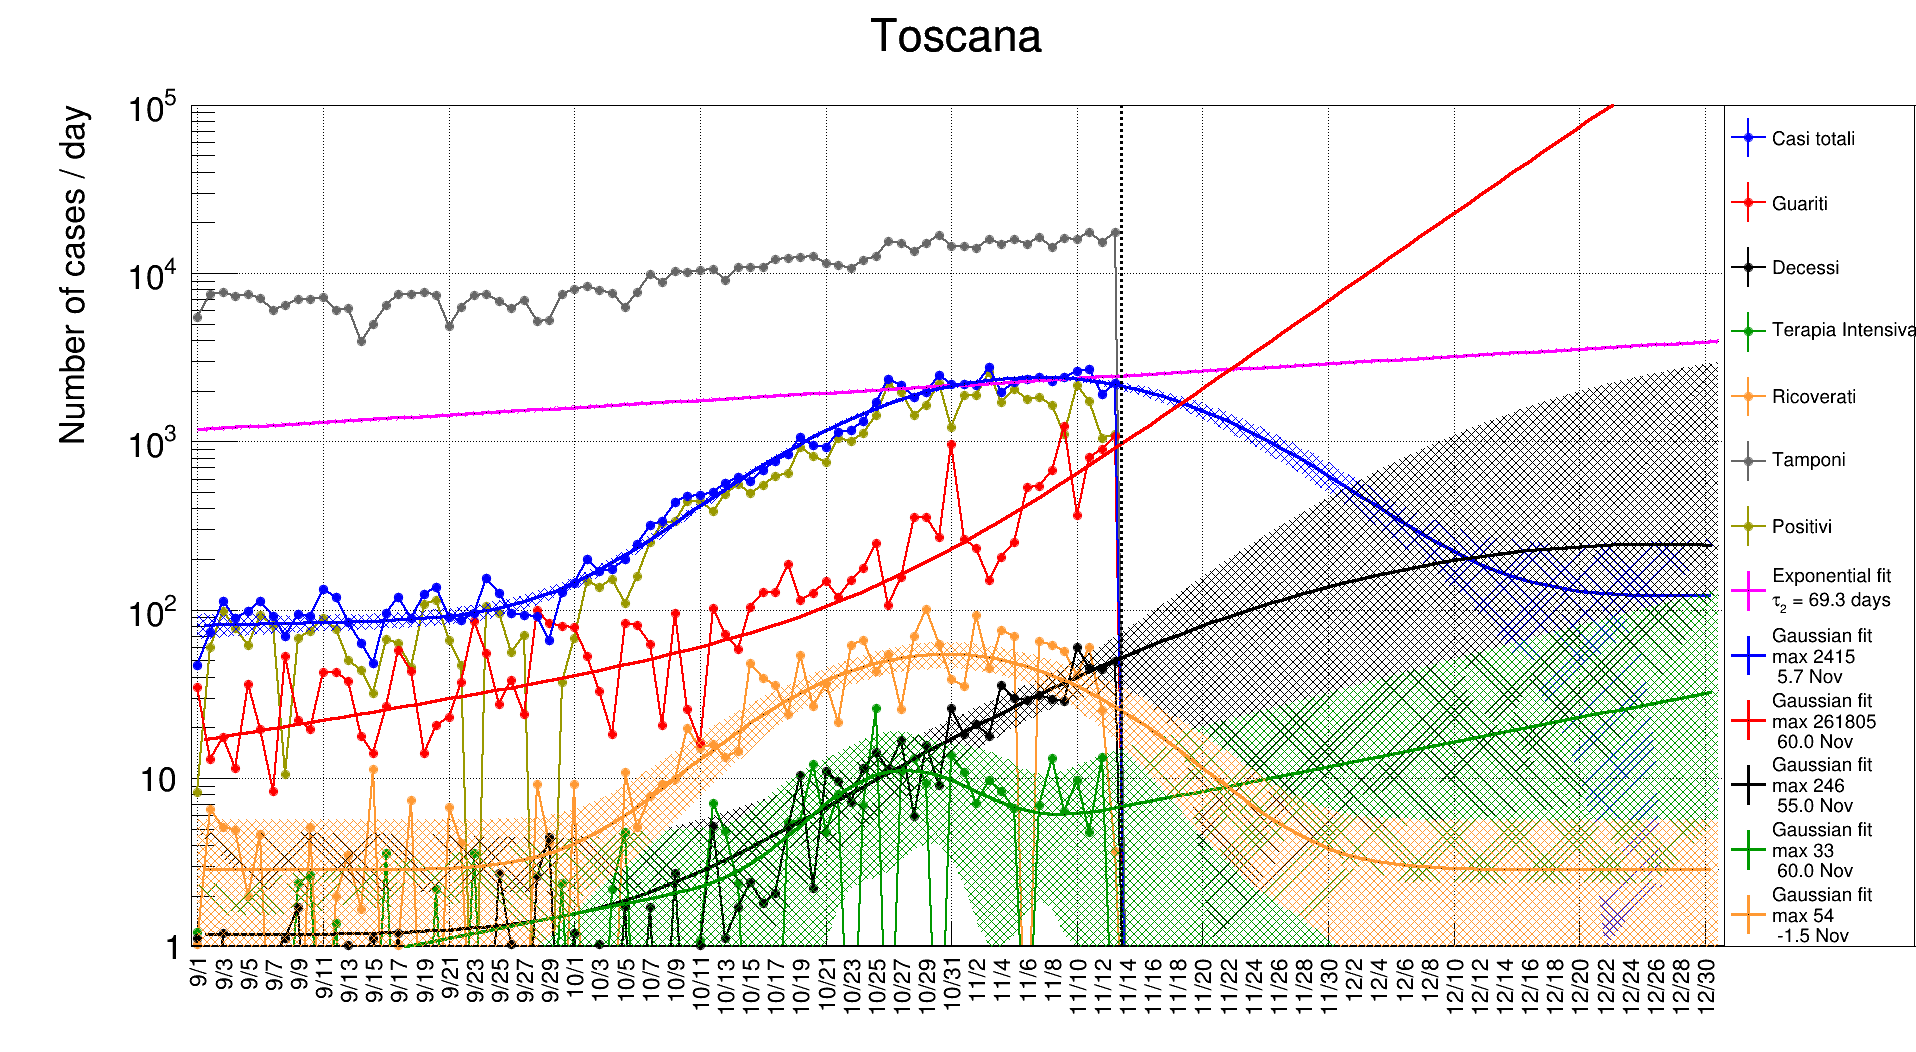 Toscana
Number of cases / day
10^5
10^4
10^3
10^2
10
1
9/1 9/3 9/5 9/7 9/9 9/11 9/13 9/15 9/17 9/19 9/21 9/23 9/25 9/27 9/29 10/1 10/3 10/5 10/7 10/9 10/11 10/13 10/15 10/17 10/19 10/21 10/23 10/25 10/27 10/29 10/31 11/2 11/4 11/6 11/8 11/10 11/12 11/14 11/16 11/18 11/20 11/22 11/24 11/26 11/28 11/30 12/2 12/4 12/6 12/8 12/10 12/12 12/14 12/16 12/18 12/20 12/22 12/24 12/26 12/28 12/30
Casi totali
Guariti
Decessi
Terapia Intensiva
Ricoverati
Tamponi
Positivi
Exponential fit
τ2 = 69.3 days
Gaussian fit
max 2415
5.7 Nov
Gaussian fit
max 261805
60.0 Nov
Gaussian fit
max 246
55.0 Nov
Gaussian fit
max 33
60.0 Nov
Gaussian fit
max 54
-1.5 Nov